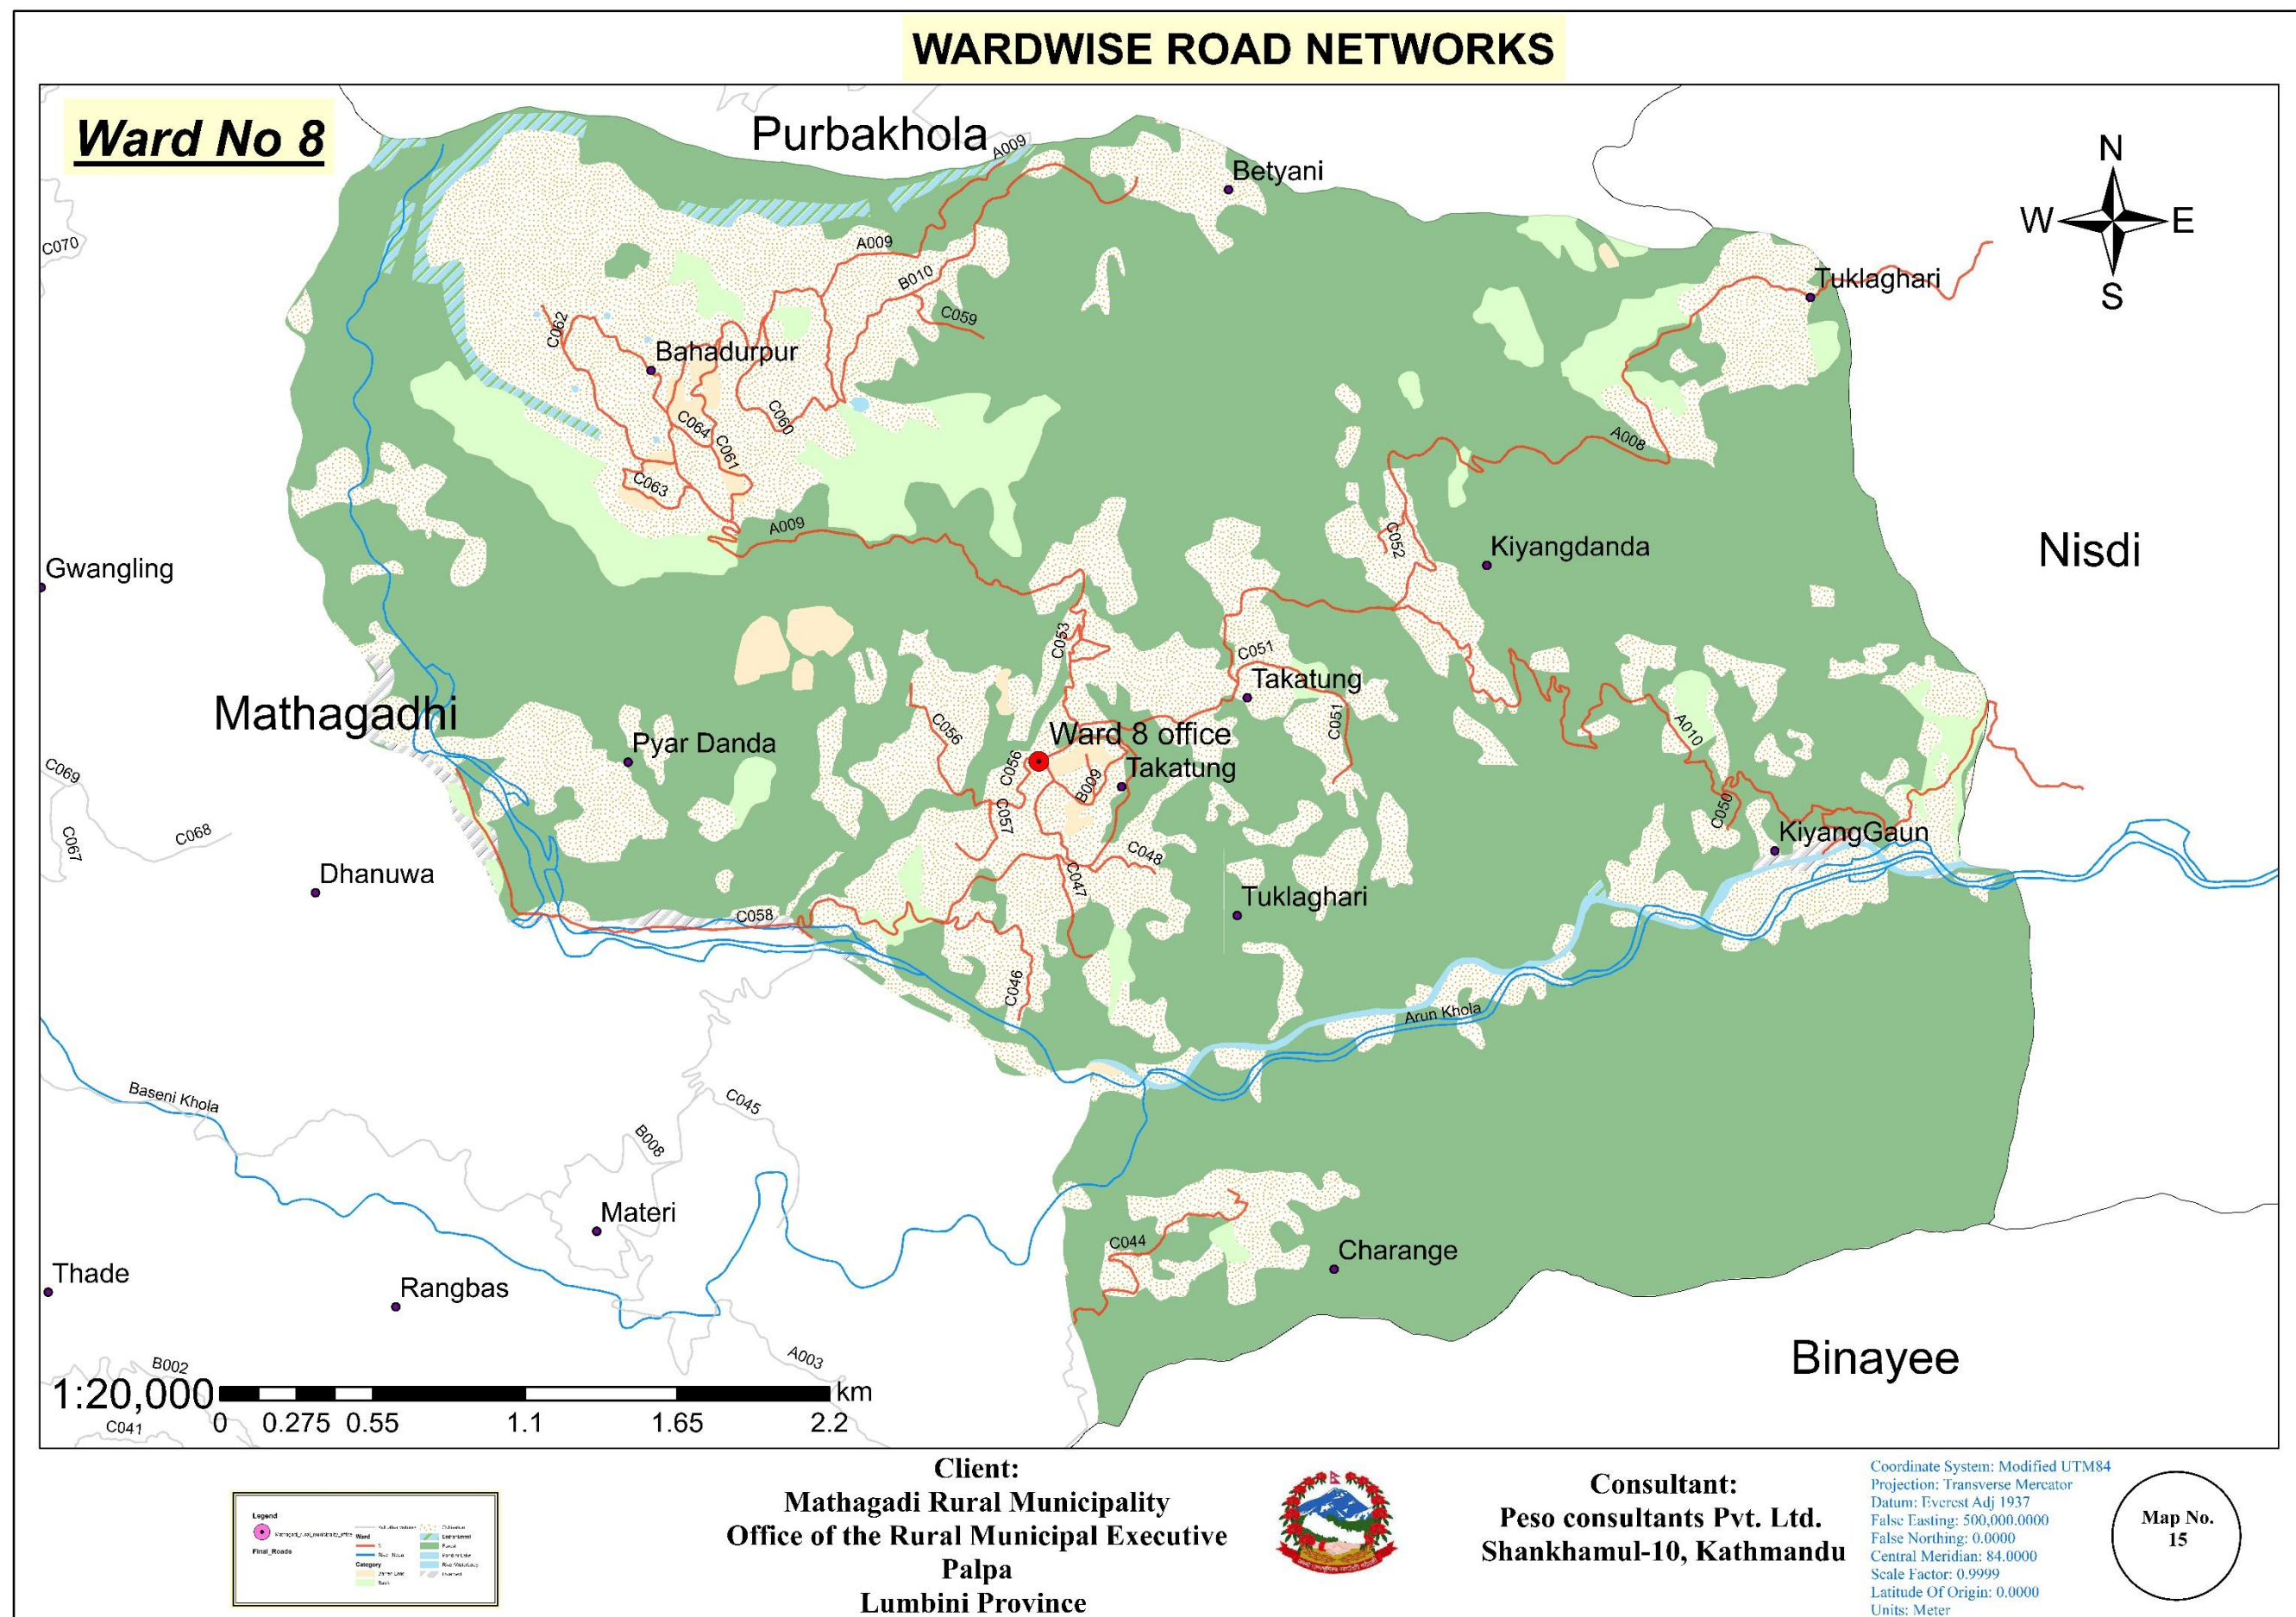 WARDWISE ROAD NETWORKS
Ward No 8
Purbakhola
A009
Betyani
N
W
E
S
C070
A009
B010
Tuklaghari
C059
C062
Bahadurpur
C060
C064
C061
A008
C063
A009
C052
Kiyangdanda
Nisdi
Gwangling
C053
C051
Takatung
Mathagadhi
C056
C051
A010
Pyar Danda
Ward 8 office
C056
Takatung
B009
C069
C057
C050
C068
C067
KiyangGaun
C048
Dhanuwa
C047
Tuklaghari
C058
C046
Arun Khola
Baseni Khola
C045
B008
Materi
C044
Charange
Thade
Rangbas
A003
B002
Binayee
1:20,000
km
C041
0 0.275 0.55 1.1 1.65 2.2
Legend
Final_Roads
Ward
8
Category
Client:
Mathagadi Rural Municipality
Office of the Rural Municipal Executive
Palpa
Lumbini Province
Consultant:
Peso consultants Pvt. Ltd.
Shankhamul-10, Kathmandu
Coordinate System: Modified UTM84
Projection: Transverse Mercator
Datum: Everest Adj 1937
False Easting: 500,000.0000
False Northing: 0.0000
Central Meridian: 84.0000
Scale Factor: 0.9999
Latitude Of Origin: 0.0000
Units: Meter
Map No.
15